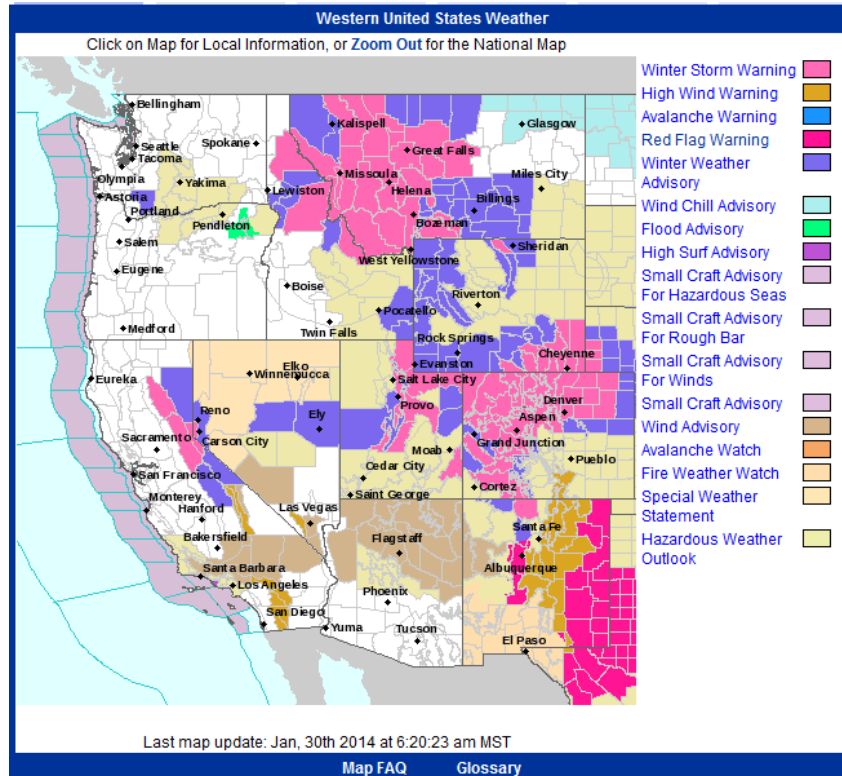 Western United States Weather
Click on Map for Local Information, or Zoom Out for the National Map
Bellingham
Seattle
Tacoma
Spokane
Olympia
Yakima
Astoria
Portland
Lewiston
Pendleton
Salem
Eugene
Medford
Kalispell
Glasgow
Great Falls
Missoula
Helena
Miles City
Billings
Bozeman
West Yellowstone
Sheridan
Boise
Riverton
Pocatello
Twin Falls
Rock Springs
Cheyenne
Evanston
Eureka
Elko
Winnemucca
Salt Lake City
Reno
Ely
Provo
Denver
Aspen
Sacramento
Carson City
Grand Junction
Moab
Pueblo
San Francisco
Cedar City
Monterey
Saint George
Cortez
Hanford
Las Vegas
Bakersfield
Flagstaff
Santa Fe
Albuquerque
Santa Barbara
Los Angeles
Phoenix
San Diego
Yuma
Tucson
El Paso
Winter Storm Warning
High Wind Warning
Avalanche Warning
Red Flag Warning
Winter Weather
Advisory
Wind Chill Advisory
Flood Advisory
High Surf Advisory
Small Craft Advisory
For Hazardous Seas
Small Craft Advisory
For Rough Bar
Small Craft Advisory
For Winds
Small Craft Advisory
Wind Advisory
Avalanche Watch
Fire Weather Watch
Special Weather
Statement
Hazardous Weather
Outlook
Last map update: Jan, 30th 2014 at 6:20:23 am MST
Map FAQ
Glossary